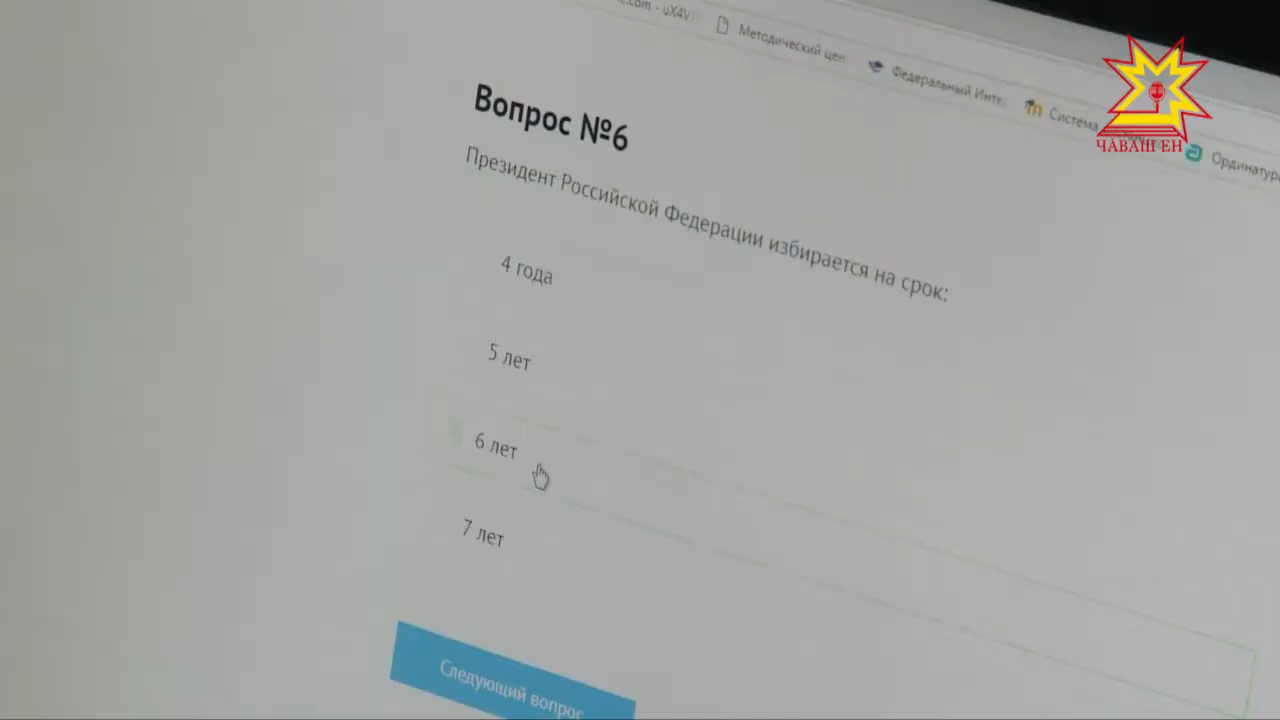 Методический цен
Федеральный Инте
Система
Ординатур
ЧӐВАШ ЕН
Вопрос №6
Президент Российской Федерации избирается на срок:
4 года
5 лет
6 лет
7 лет
Следующий вопрос